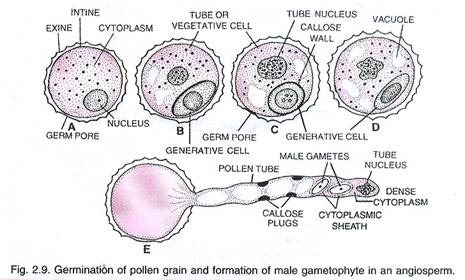 INTINE
EXINE
CYTOPLASM
TUBE OR
VEGETATIVE CELL
TUBE NUCLEUS
CALLOSE
WALL
VACUOLE
GERM PORE
A
NUCLEUS
B
GENERATIVE CELL
GERM PORE
C
GENERATIVE CELL
D
POLLEN TUBE
MALE GAMETES
TUBE
NUCLEUS
DENSE
CYTOPLASM
CALLOSE
PLUGS
CYTOPLASMIC
SHEATH
E
Fig. 2.9. Germination of pollen grain and formation of male gametophyte in an angiosperm.